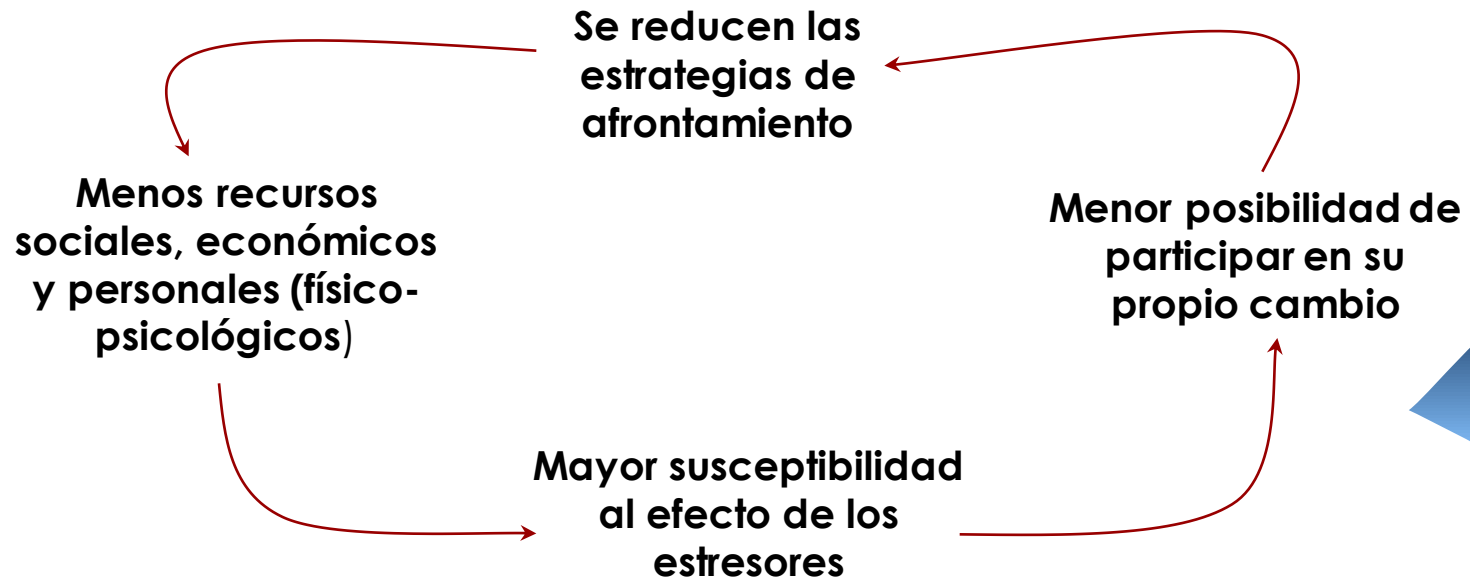 Se reducen las
estrategias de
afrontamiento
Menos recursos
sociales, económicos
y personales (físico-
psicológicos)
Menor posibilidad de
participar en su
propio cambio
Mayor susceptibilidad
al efecto de los
estresores